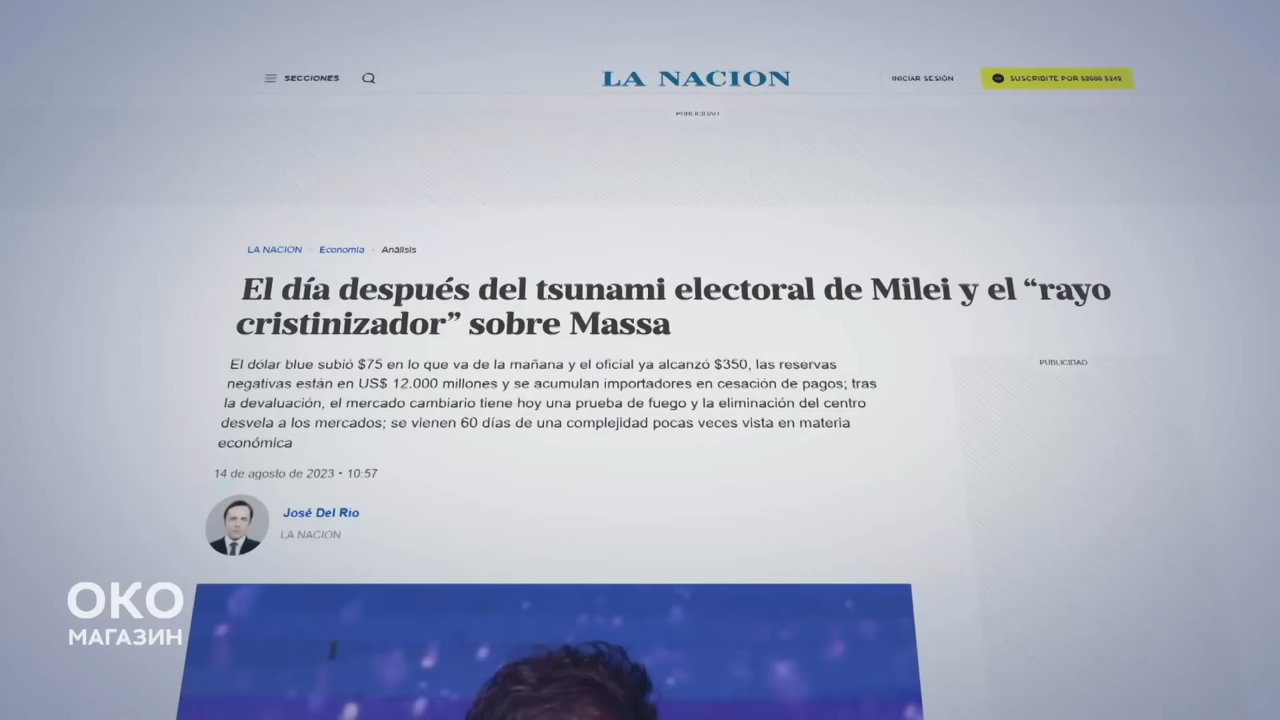 SECCIONES
LA NACION
INICIAR SESIÓN
SUSCRIBITE POR
PUBLICIDAD
LA NACION - Economía - Análisis
El día después del tsunami electoral de Milei y el “rayo
cristinizador” sobre Massa
El dólar blue subió $75 en lo que va de la mañana y el oficial ya alcanzó $350, las reservas
negativas están en US$ 12.000 millones y se acumulan importadores en cesación de pagos; tras
la devaluación, el mercado cambiario tiene hoy una prueba de fuego y la eliminación del centro
desvela a los mercados; se vienen 60 días de una complejidad pocas veces vista en materia
económica
PUBLICIDAD
14 de agosto de 2023 • 10:57
José Del Rio
LA NACION
ОКО
МАГАЗИН